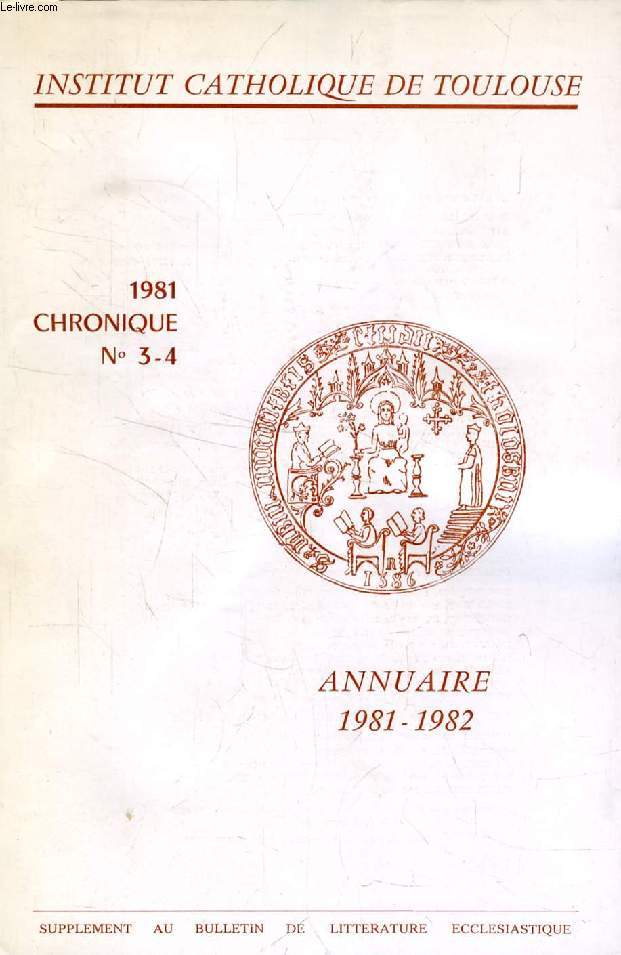 Le-livre.com
INSTITUT CATHOLIQUE DE TOULOUSE
1981
CHRONIQUE
No 3-4
1586
ANNUAIRE
1981-1982
SUPPLEMENT AU BULLETIN DE LITTERATURE ECCLESIASTIQUE